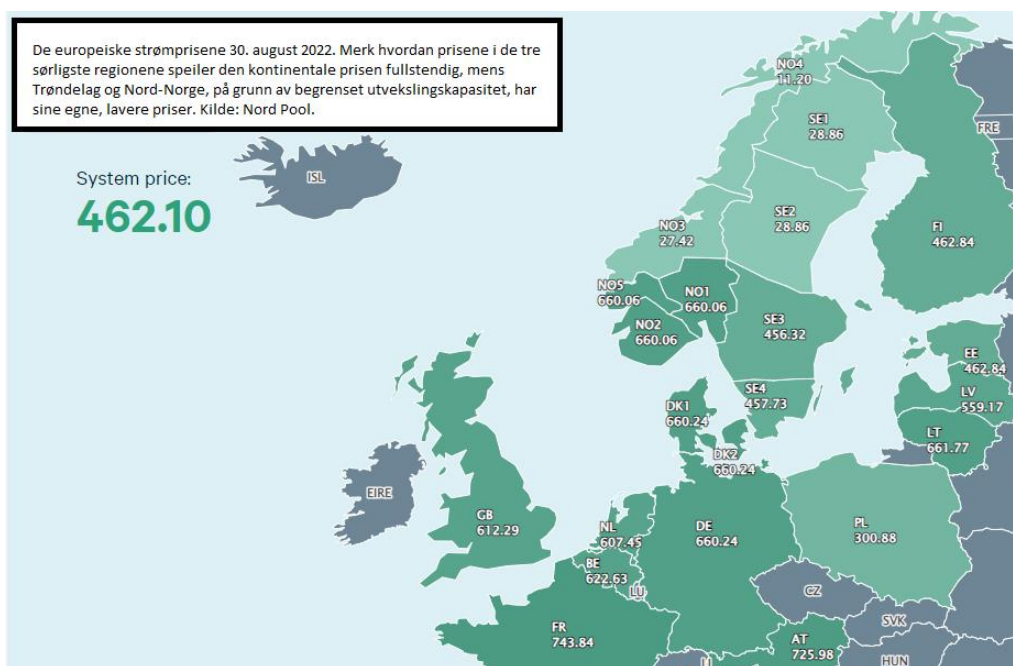 De europeiske strømprisene 30. august 2022. Merk hvordan prisene i de tre
sørligste regionene speiler den kontinentale prisen fullstendig, mens
Trøndelag og Nord-Norge, på grunn av begrenset utvekslingskapasitet, har
sine egne, lavere priser. Kilde: Nord Pool.
NO4
11.20
SE1
28.86
FRE
ISL
System price:
462.10
SE2
28.86
FI
462.84
NO3
27.42
NO5
660.06
NO1
660.06
NO2
660.06
SE3
456.32
EE
462.84
SE4
457.73
LV
559.17
DK1
660.24
LT
661.77
DK2
660.24
EIRE
GB
612.29
NL
607.45
DE
660.24
PL
300.88
BE
622.63
LU
CZ
SVK
FR
743.84
AT
725.98
HUN
LI